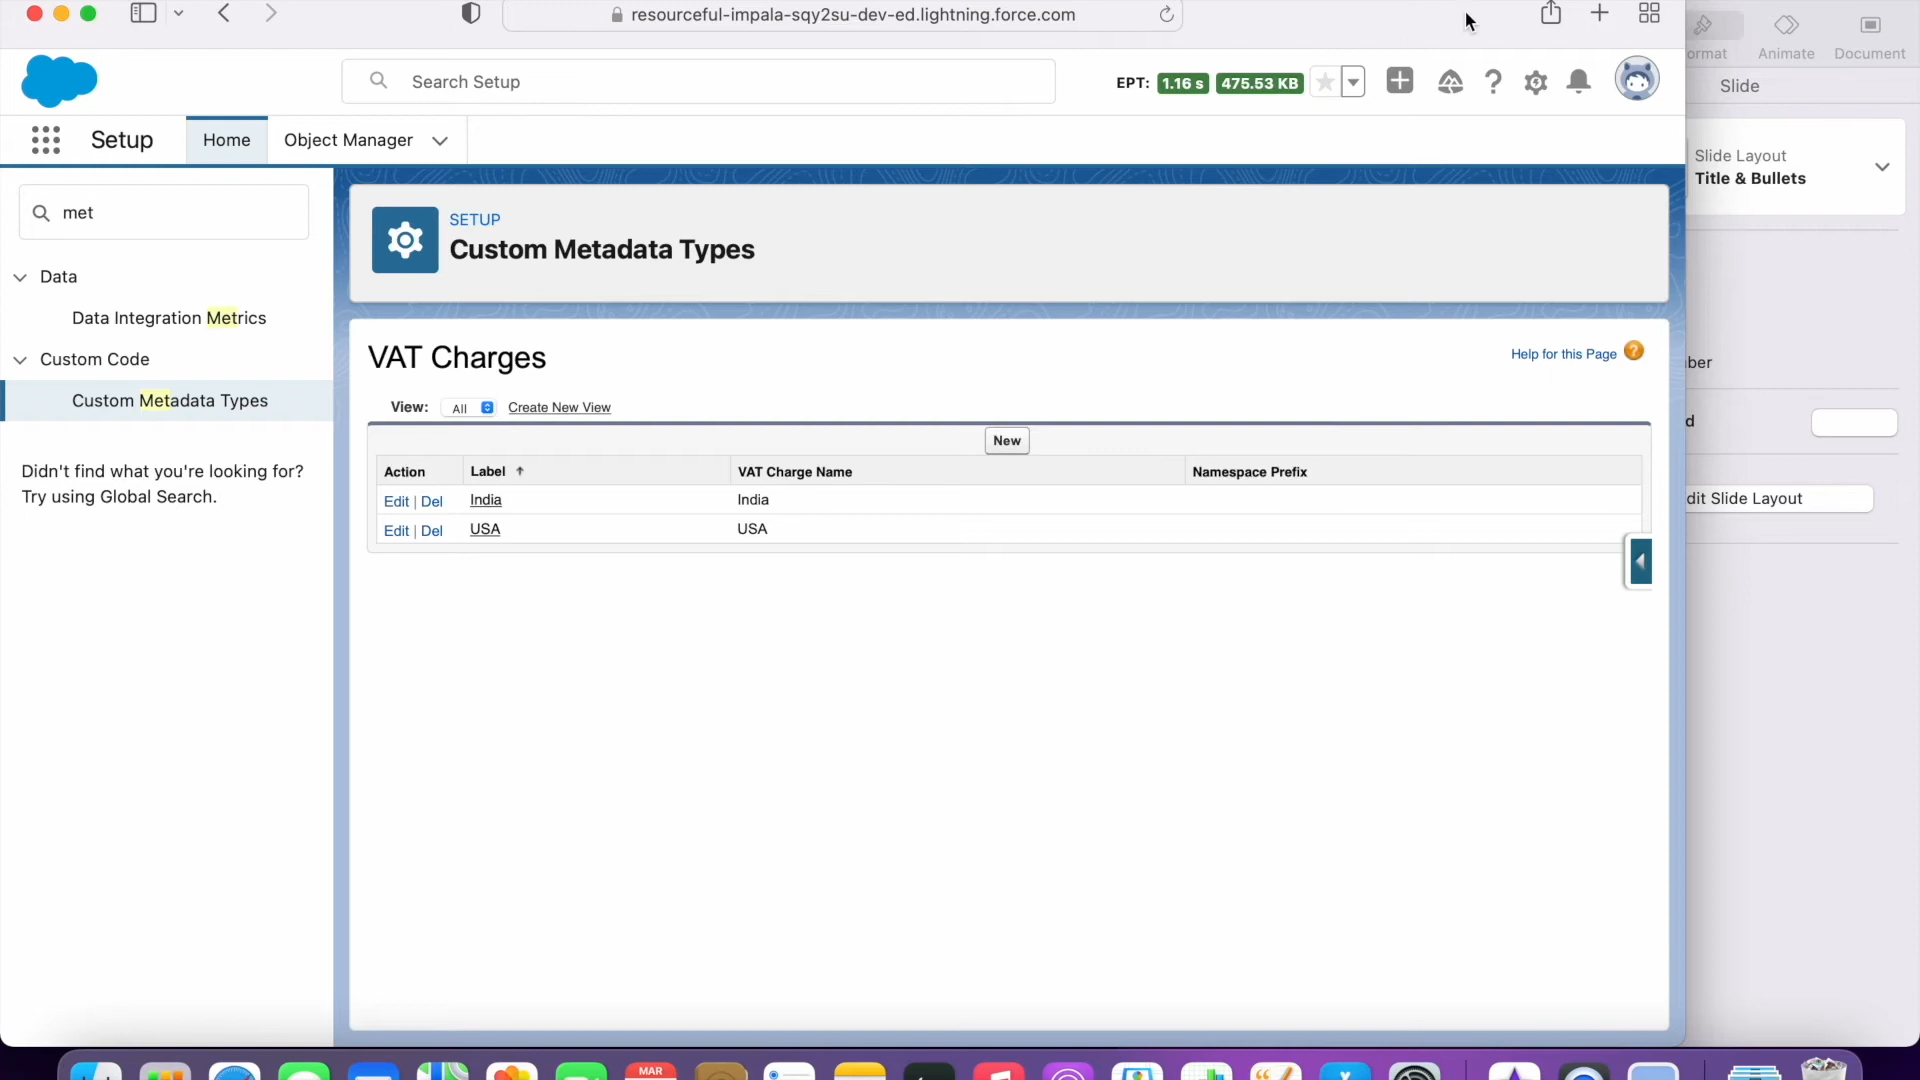 resourceful-impala-sqy2su-dev-ed.lightning.force.com
Animate
Document
Search Setup
EPT: 1.16 s 475.53 KB
Slide
Setup
Home
Object Manager
Slide Layout
Title & Bullets
met
SETUP
Custom Metadata Types
Data
Data Integration Metrics
Custom Code
Custom Metadata Types
Didn't find what you're looking for?
Try using Global Search.
VAT Charges
Help for this Page
View: All Create New View
New
Action Label VAT Charge Name Namespace Prefix
Edit | Del India India
Edit | Del USA USA
Slide Layout
MAR